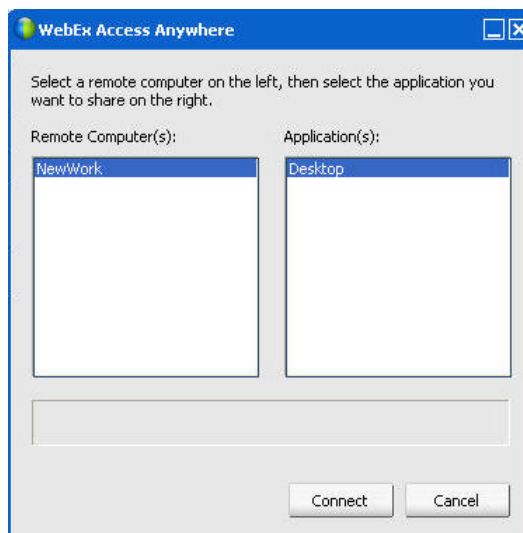 WebEx Access Anywhere
Select a remote computer on the left, then select the application you
want to share on the right.
Remote Computer(s):
Application(s):
NewWork
Desktop
Connect
Cancel